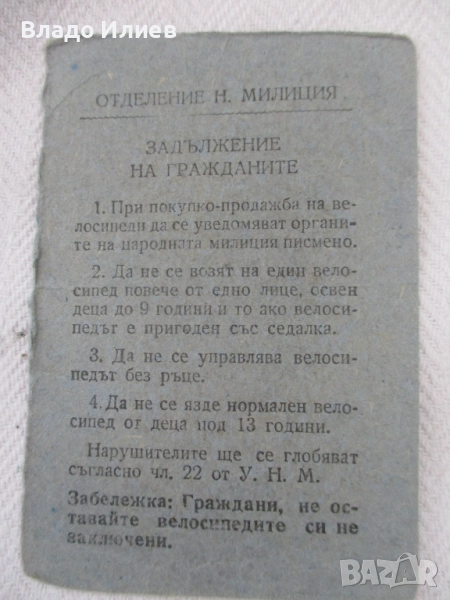 Владо Илиев
ОТДЕЛЕНИЕ Н. МИЛИЦИЯ
ЗАДЪЛЖЕНИЕ
НА ГРАЖДАНИТЕ
1. При покупко-продажба на ве-
лосипеди да се уведомяват органи-
те на народната милиция писмено.
2. Да не се возят на един вело-
сипед повече от едно лице, освен
деца до 9 години и то ако велоси-
педът е пригоден със седалка.
3. Да не се управлява велоси-
педът без ръце.
4. Да не се язде нормален вело-
сипед от деца под 13 години.
Нарушителите ще се глобяват
съгласно чл. 22 от У. Н. М.
Забележка: Граждани, не ос-
тавайте велосипедите си не
заключени.
BAZAR.bg